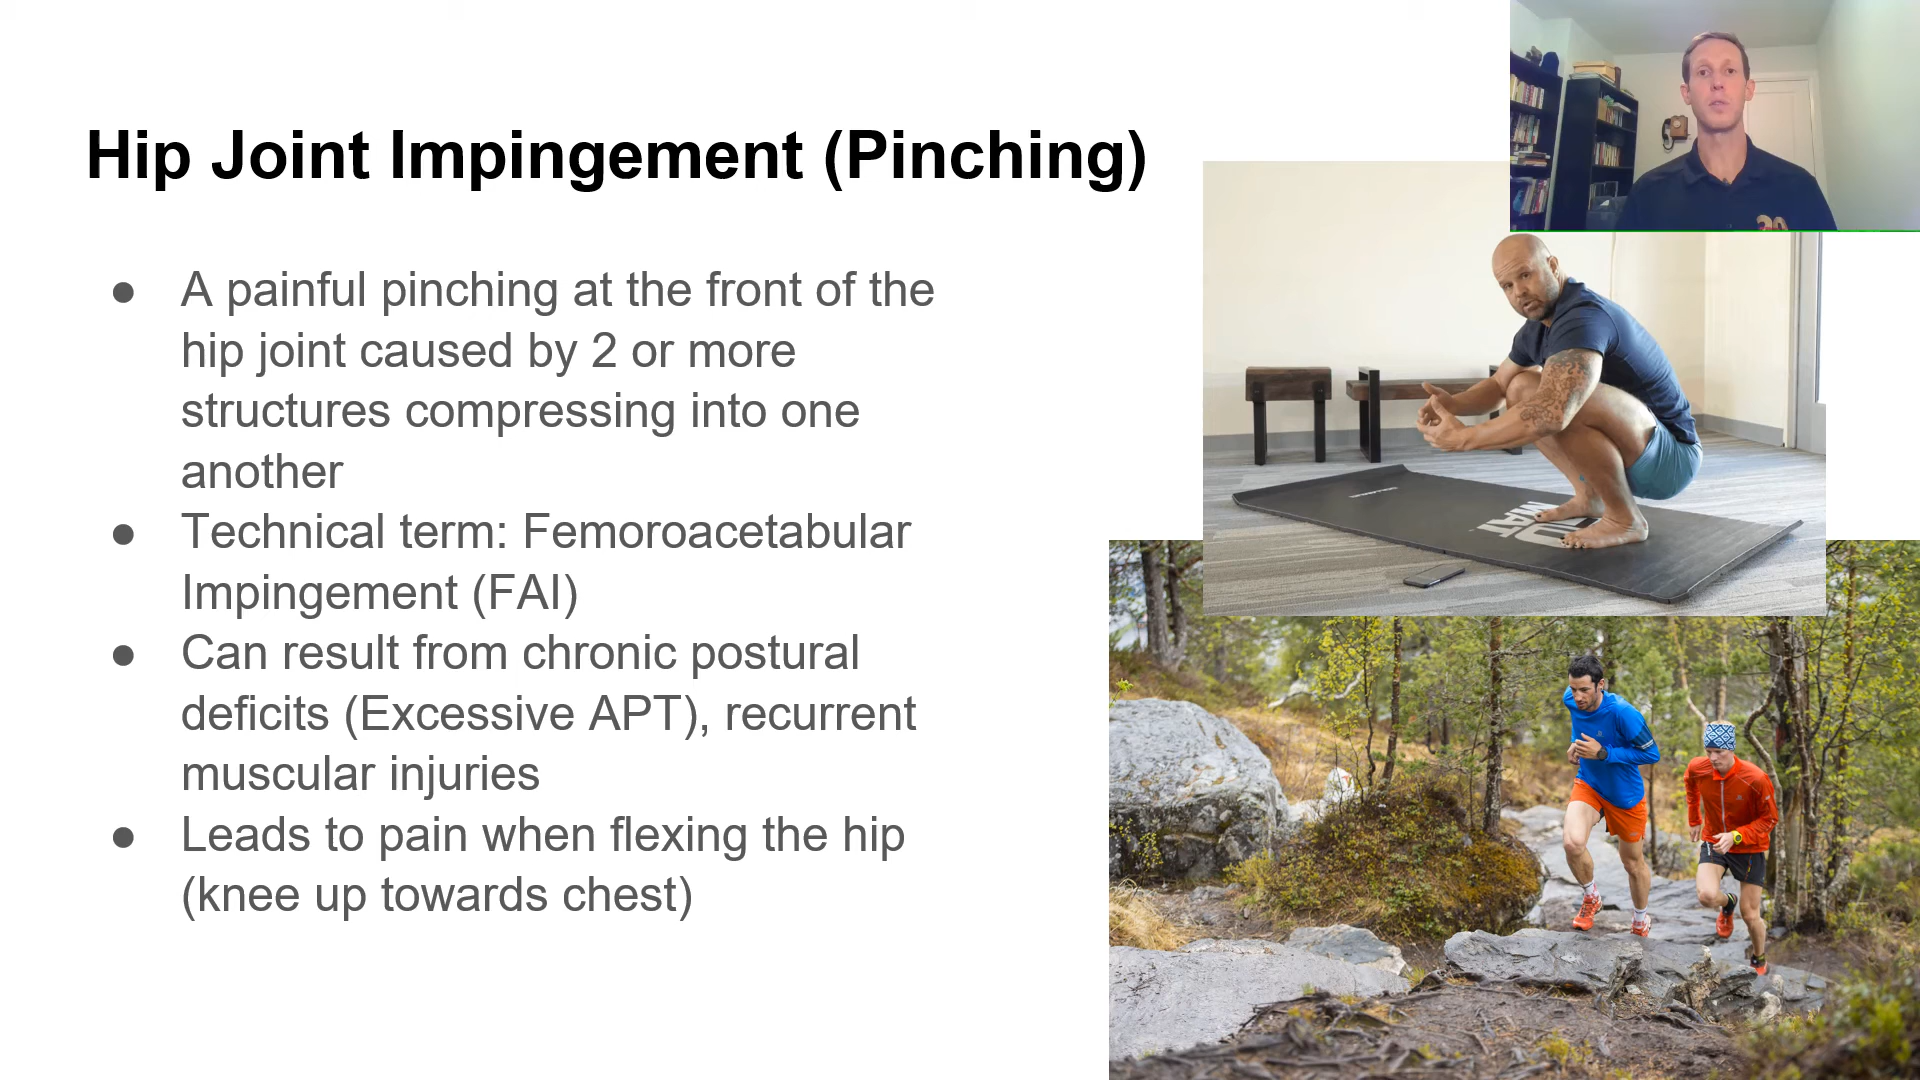 Hip Joint Impingement (Pinching)
● A painful pinching at the front of the
hip joint caused by 2 or more
structures compressing into one
another
● Technical term: Femoroacetabular
Impingement (FAI)
● Can result from chronic postural
deficits (Excessive APT), recurrent
muscular injuries
● Leads to pain when flexing the hip
(knee up towards chest)